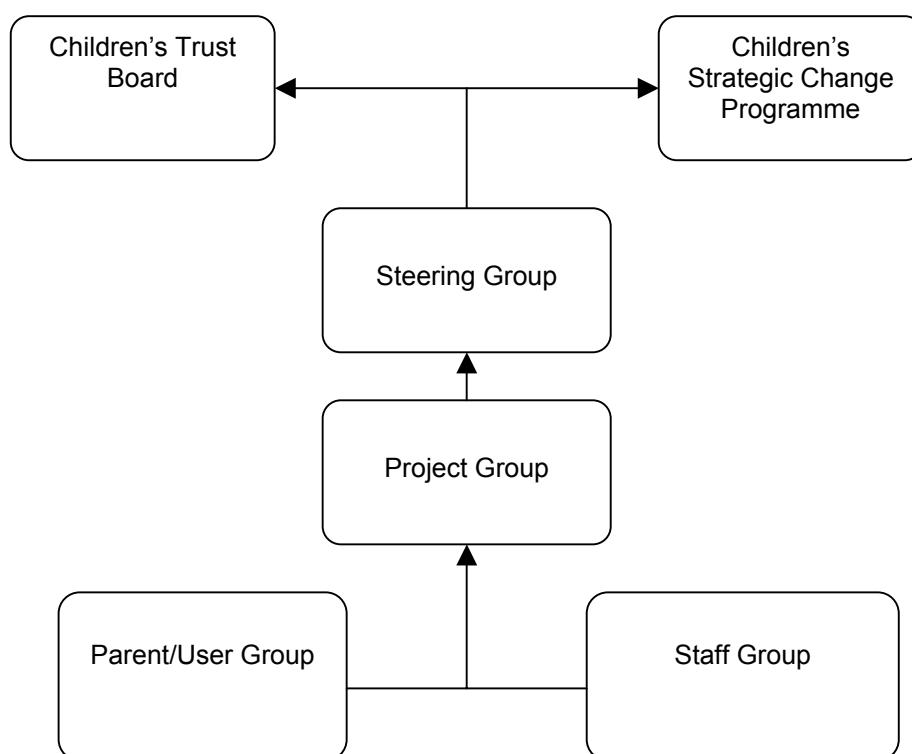 Children’s Trust
Board
Children’s
Strategic Change
Programme
Steering Group
Project Group
Parent/User Group
Staff Group